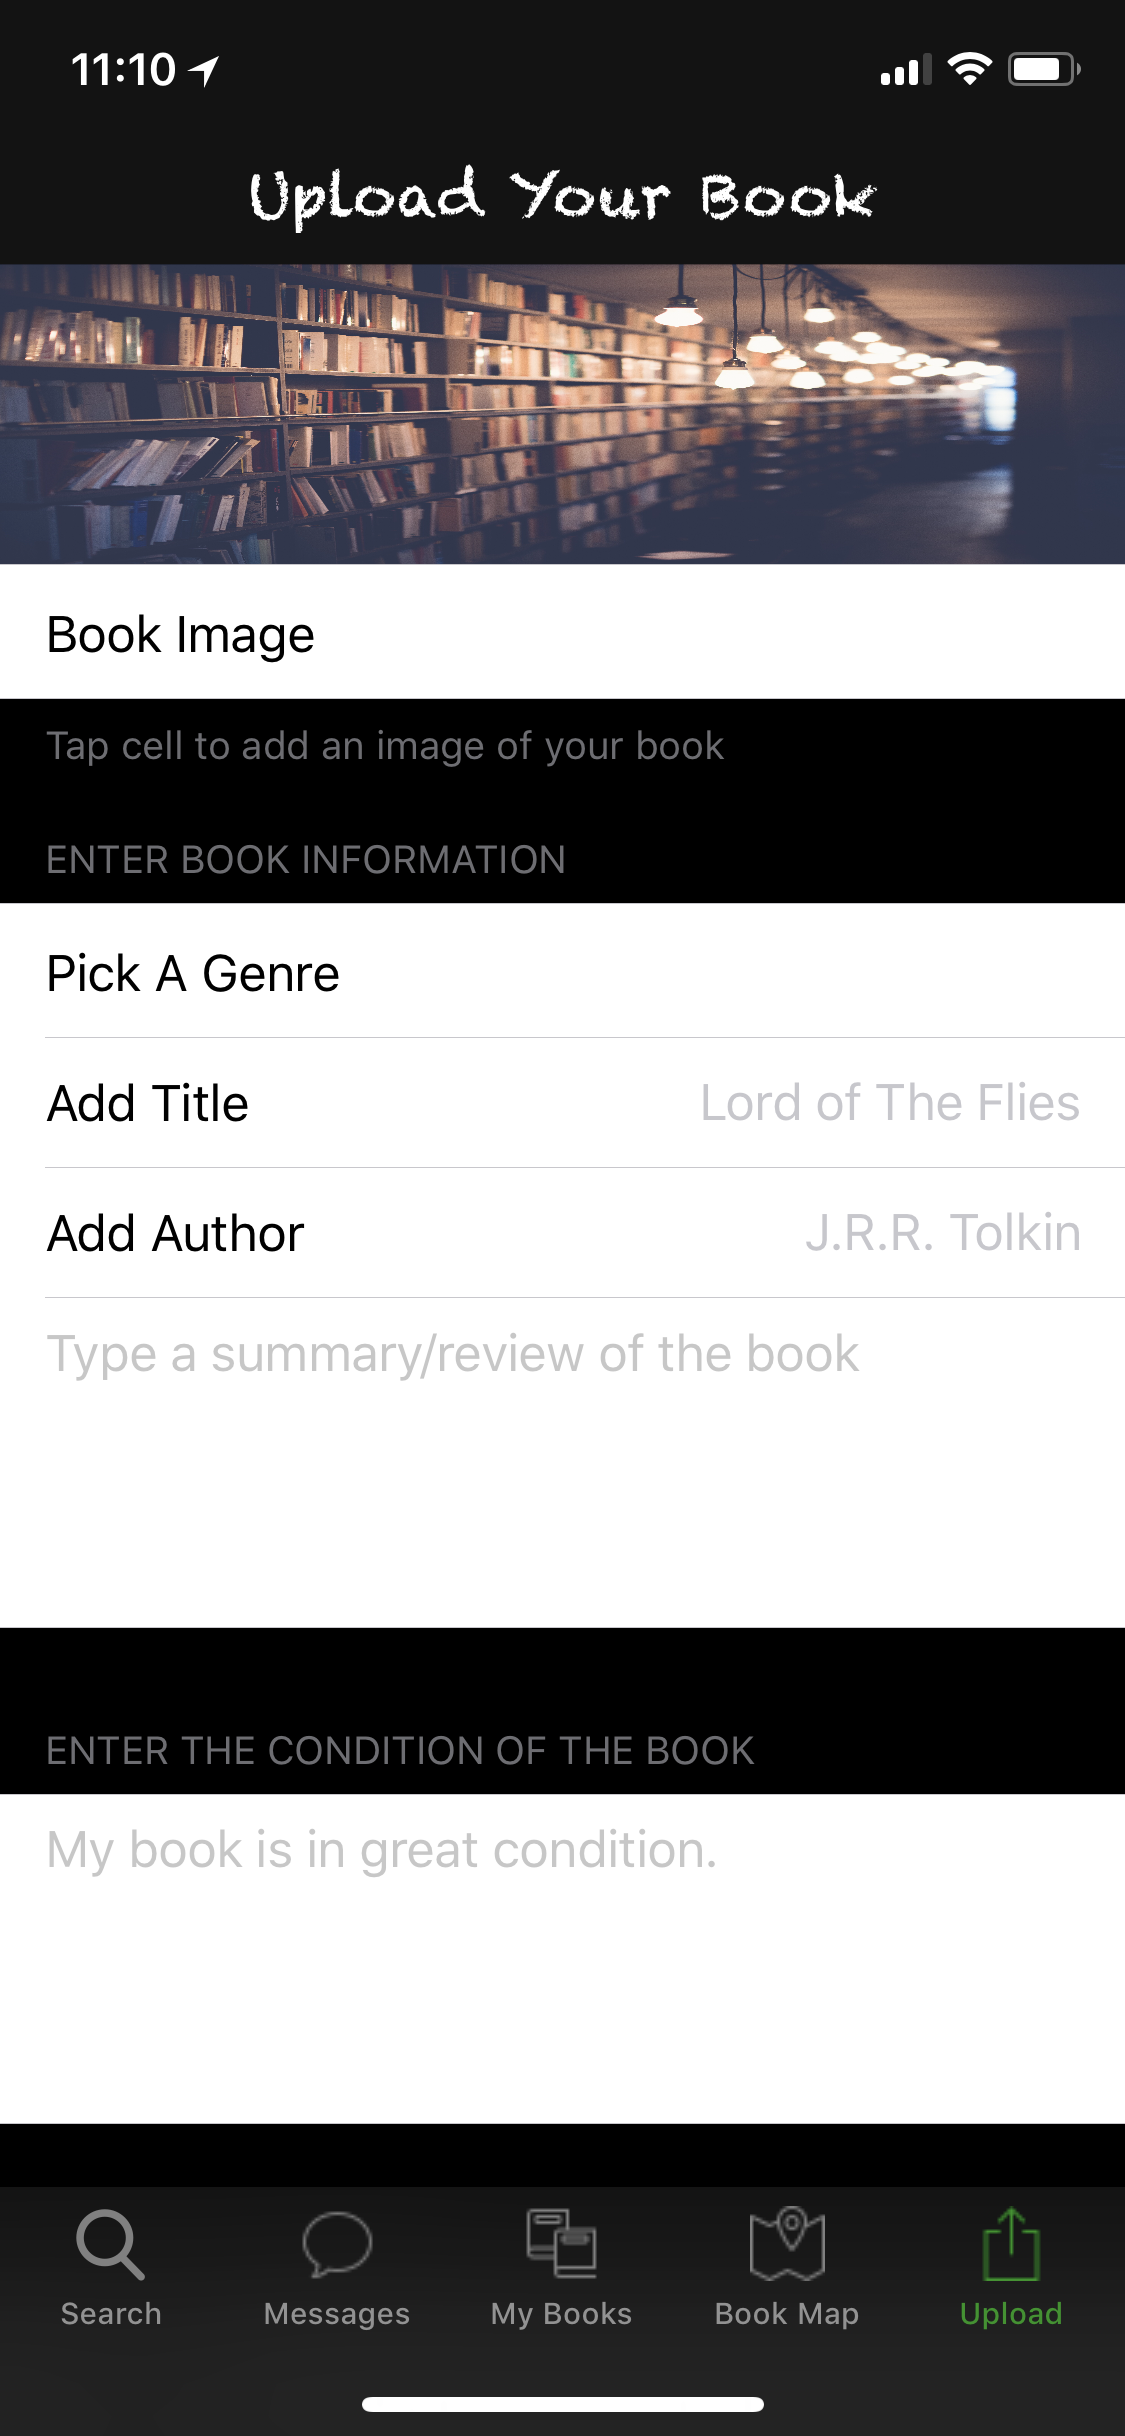 11:10
Upload Your Book
Book Image
Tap cell to add an image of your book
ENTER BOOK INFORMATION
Pick A Genre
Add Title Lord of The Flies
Add Author J.R.R. Tolkin
Type a summary/review of the book
ENTER THE CONDITION OF THE BOOK
My book is in great condition.
Search Messages My Books Book Map Upload